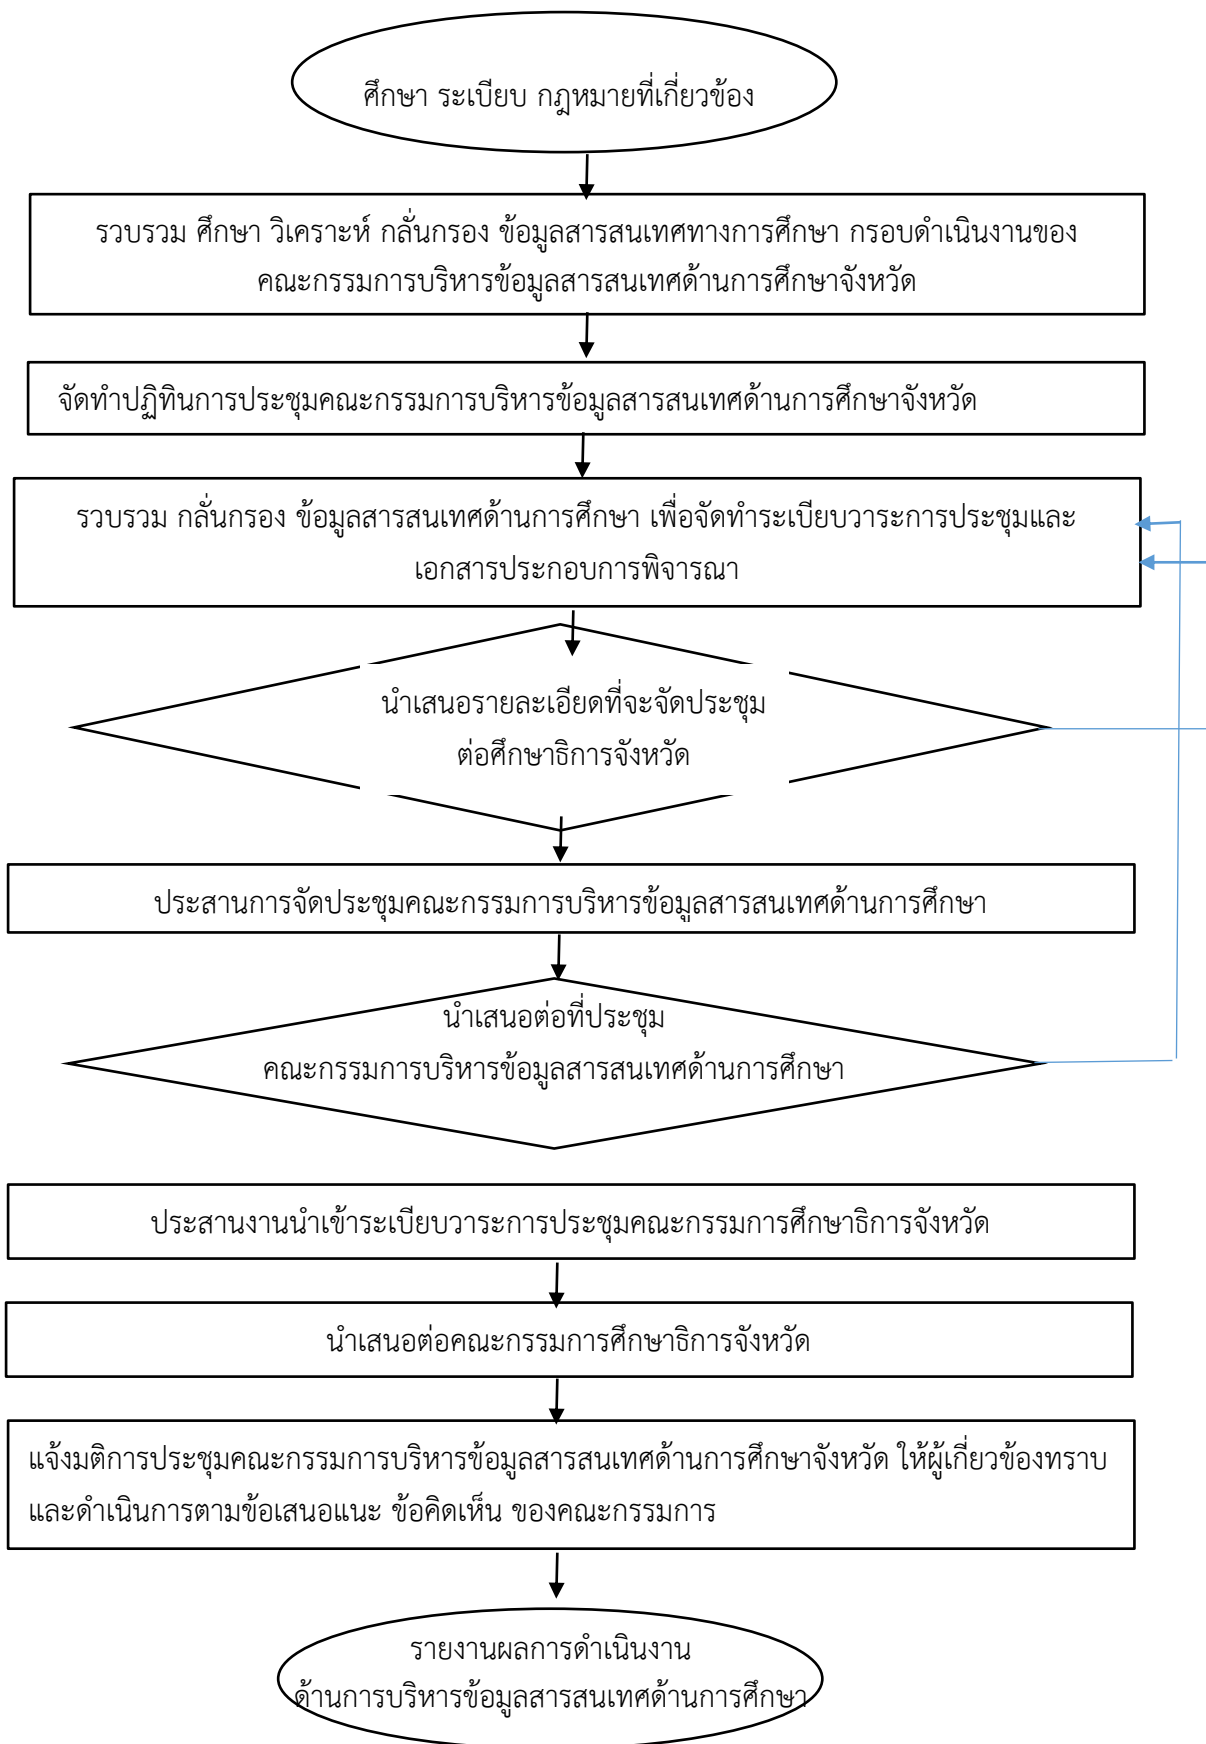 ศึกษา ระเบียบ กฎหมายที่เกี่ยวข้อง
รวบรวม ศึกษา วิเคราะห์ กลั่นกรอง ข้อมูลสารสนเทศทางการศึกษา กรอบดำเนินงานของ
คณะกรรมการบริหารข้อมูลสารสนเทศด้านการศึกษาจังหวัด
จัดทำปฏิทินการประชุมคณะกรรมการบริหารข้อมูลสารสนเทศด้านการศึกษาจังหวัด
รวบรวม กลั่นกรอง ข้อมูลสารสนเทศด้านการศึกษา เพื่อจัดทำระเบียบวาระการประชุมและ
เอกสารประกอบการพิจารณา
นำเสนอรายละเอียดที่จะจัดประชุม
ต่อศึกษาธิการจังหวัด
ประสานการจัดประชุมคณะกรรมการบริหารข้อมูลสารสนเทศด้านการศึกษา
นำเสนอต่อที่ประชุม
คณะกรรมการบริหารข้อมูลสารสนเทศด้านการศึกษา
ประสานงานนำเข้าระเบียบวาระการประชุมคณะกรรมการศึกษาธิการจังหวัด
นำเสนอต่อคณะกรรมการศึกษาธิการจังหวัด
แจ้งมติการประชุมคณะกรรมการบริหารข้อมูลสารสนเทศด้านการศึกษาจังหวัด ให้ผู้เกี่ยวข้องทราบ
และดำเนินการตามข้อเสนอแนะ ข้อคิดเห็น ของคณะกรรมการ
รายงานผลการดำเนินงาน
ด้านการบริหารข้อมูลสารสนเทศด้านการศึกษา